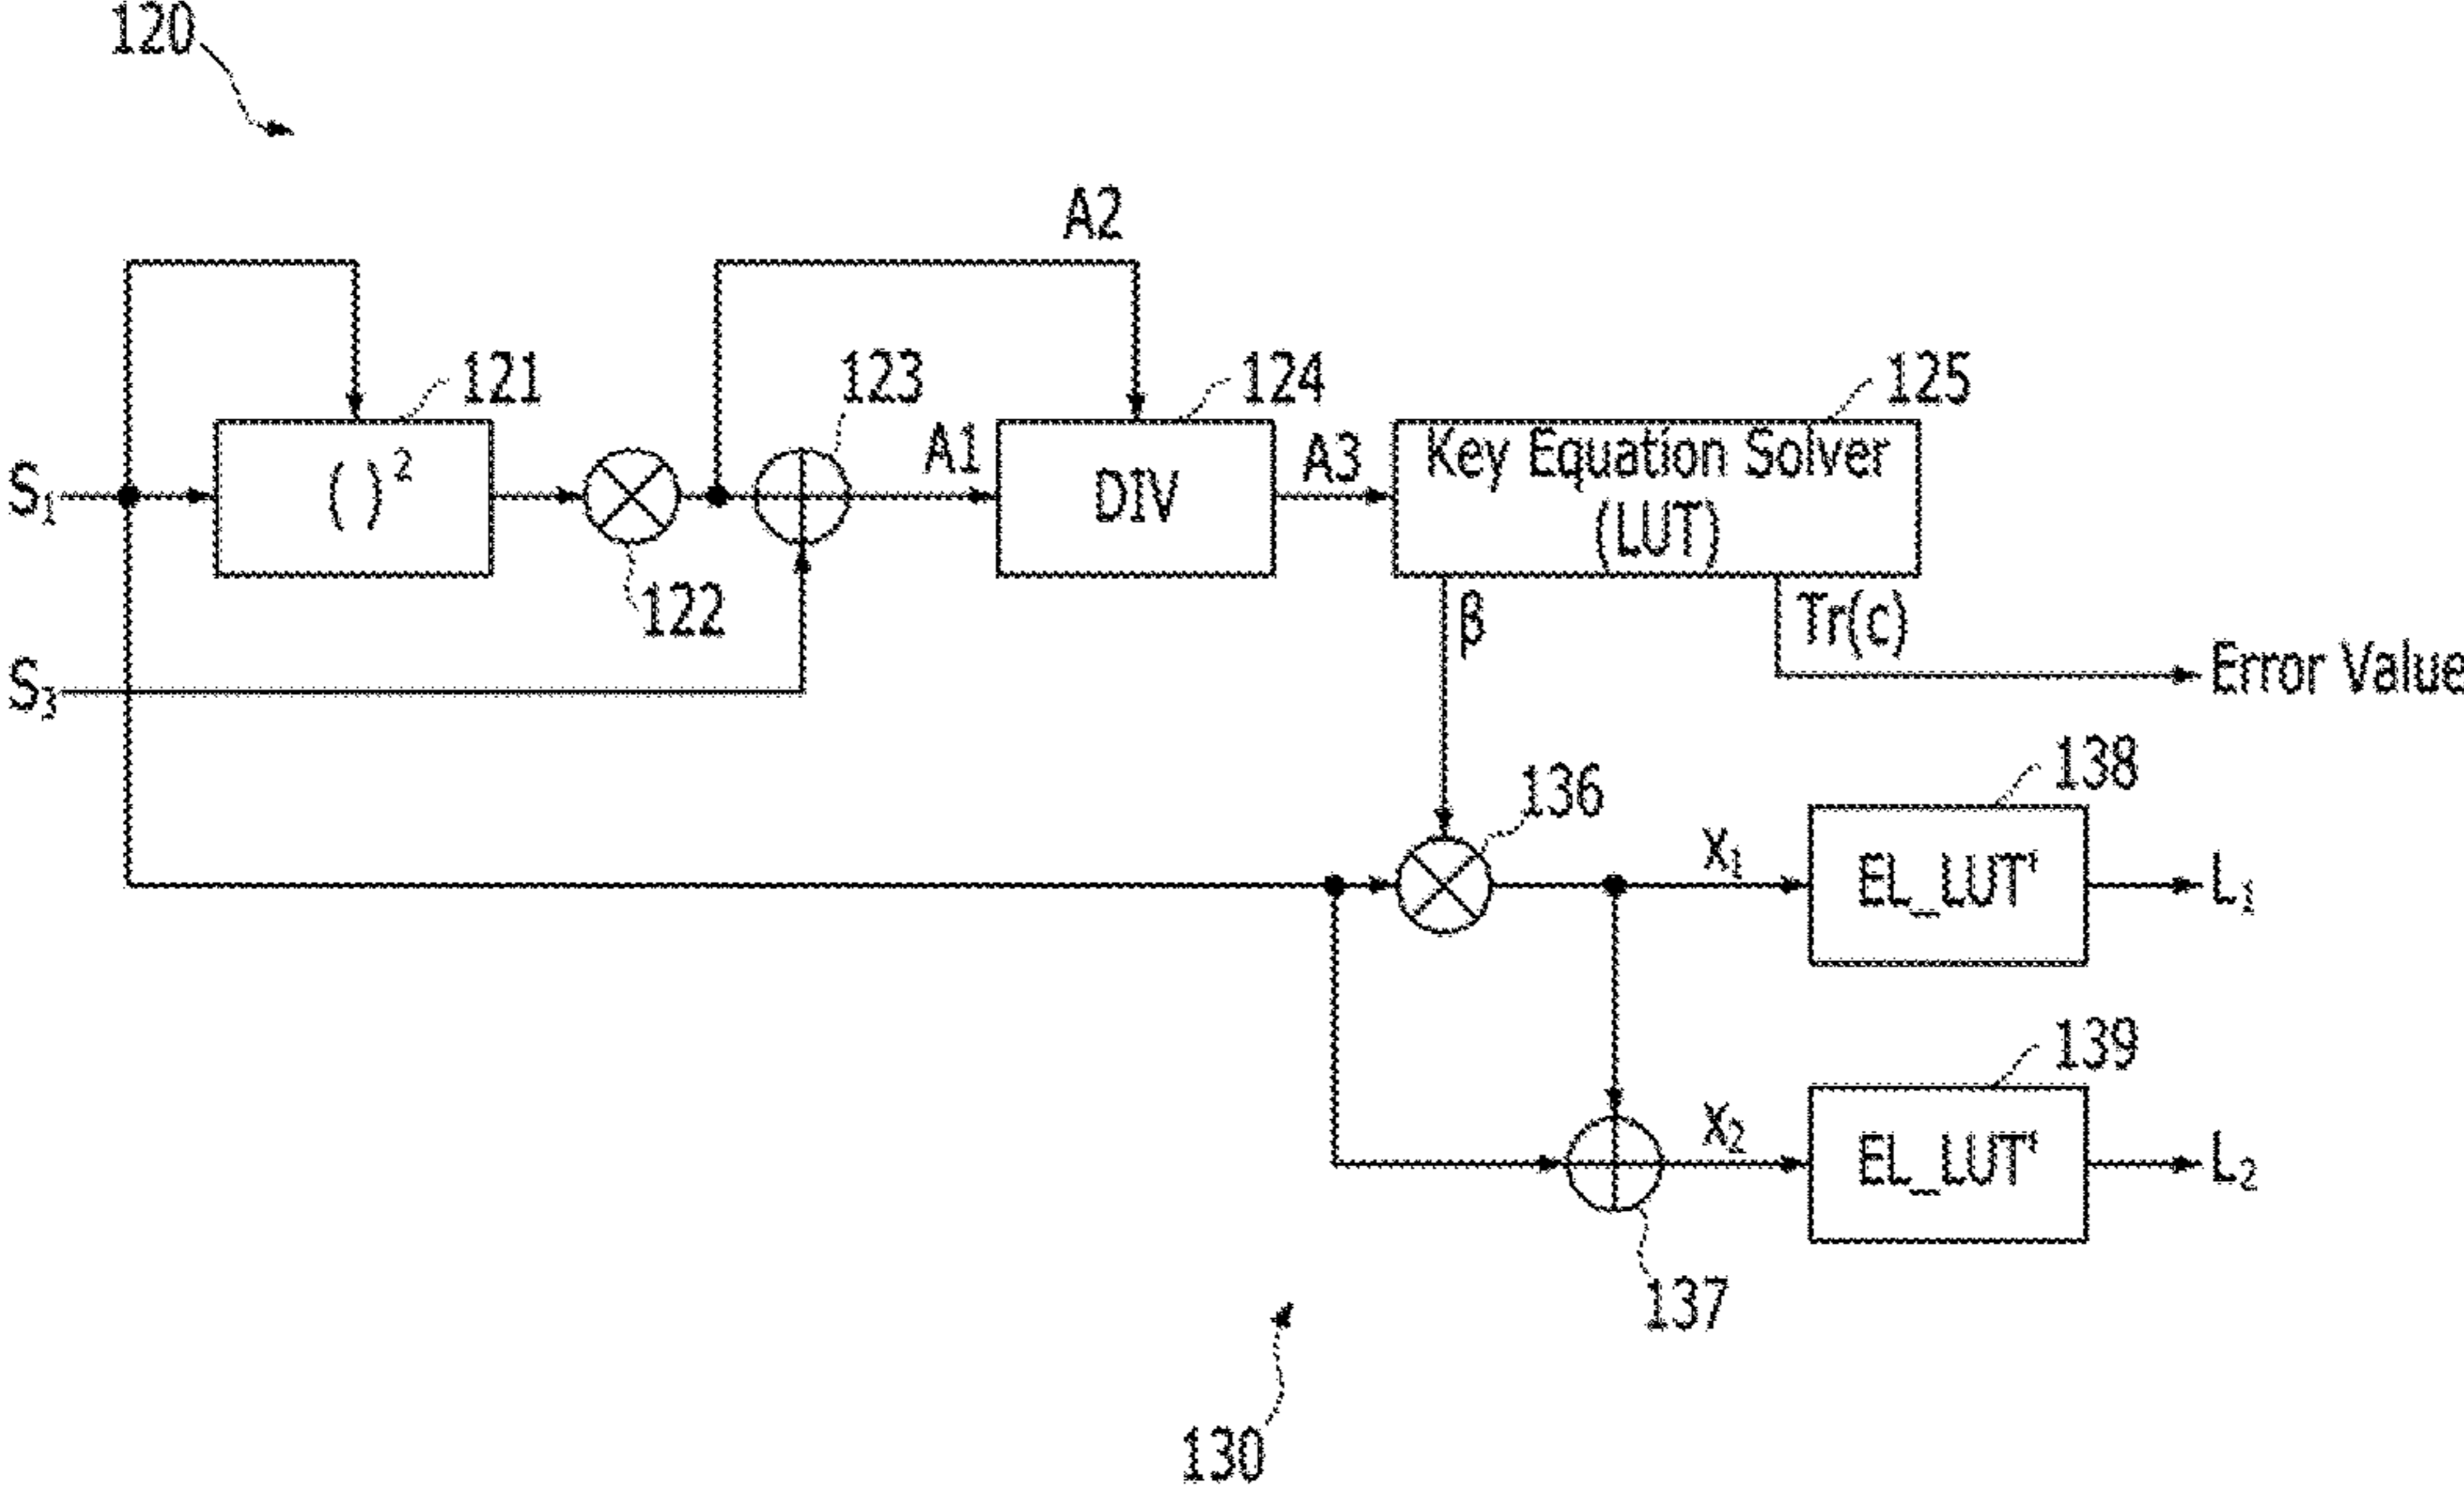 120
A2
121
123
124
125
S₁
( )²
A1
DIV
A3
Key Equation Solver
(LUT)
122
β
Tr(c)
S₃
Error Value
136
138
X₁
EL_LUT'
L₁
139
X₂
EL_LUT'
L₂
137
130